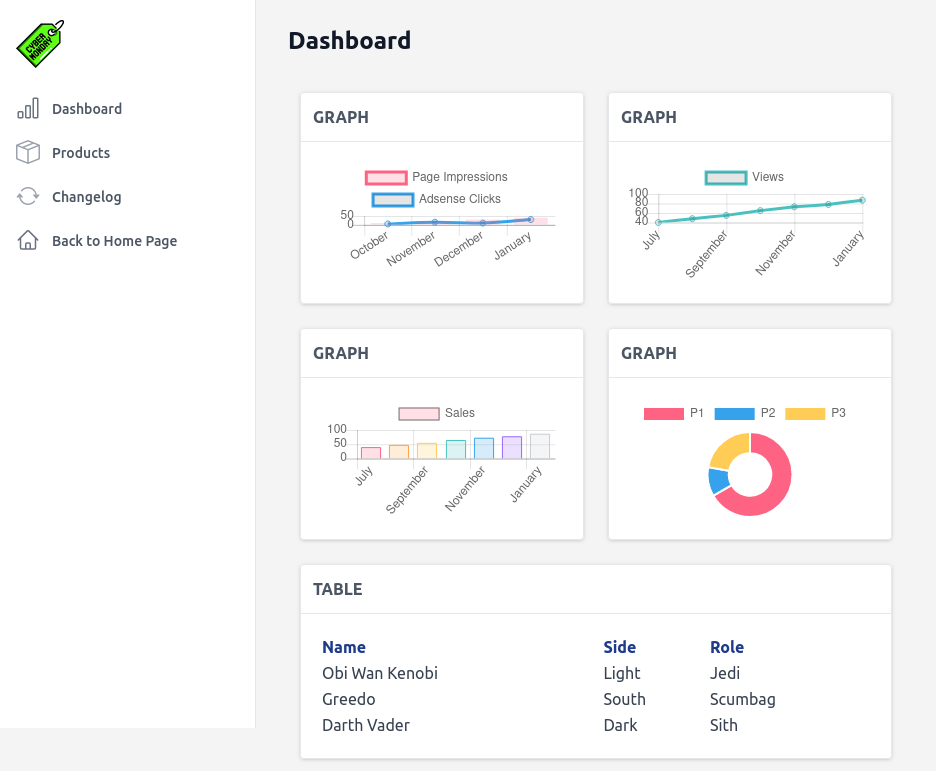 CYBER
MONDAY
Dashboard
Products
Changelog
Back to Home Page
Dashboard
GRAPH
Page Impressions
Adsense Clicks
50
0
October November December January
GRAPH
Views
100
80
60
40
July September November January
GRAPH
Sales
100
50
0
July September November January
GRAPH
P1 P2 P3
TABLE
Name Side Role
Obi Wan Kenobi Light Jedi
Greedo South Scumbag
Darth Vader Dark Sith